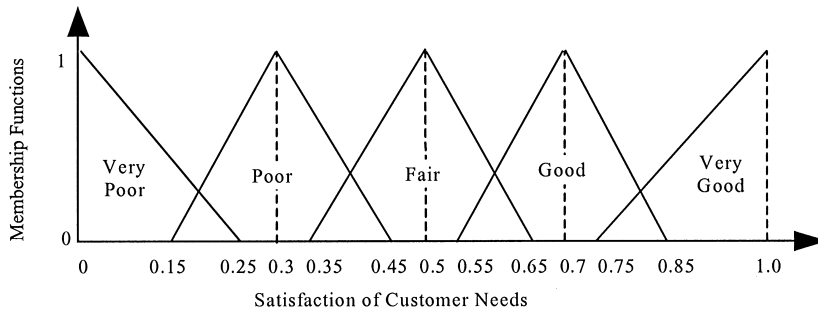 Membership Functions
1
0
Very
Poor
Poor
Fair
Good
Very
Good
0 0.15 0.25 0.3 0.35 0.45 0.5 0.55 0.65 0.7 0.75 0.85 1.0
Satisfaction of Customer Needs